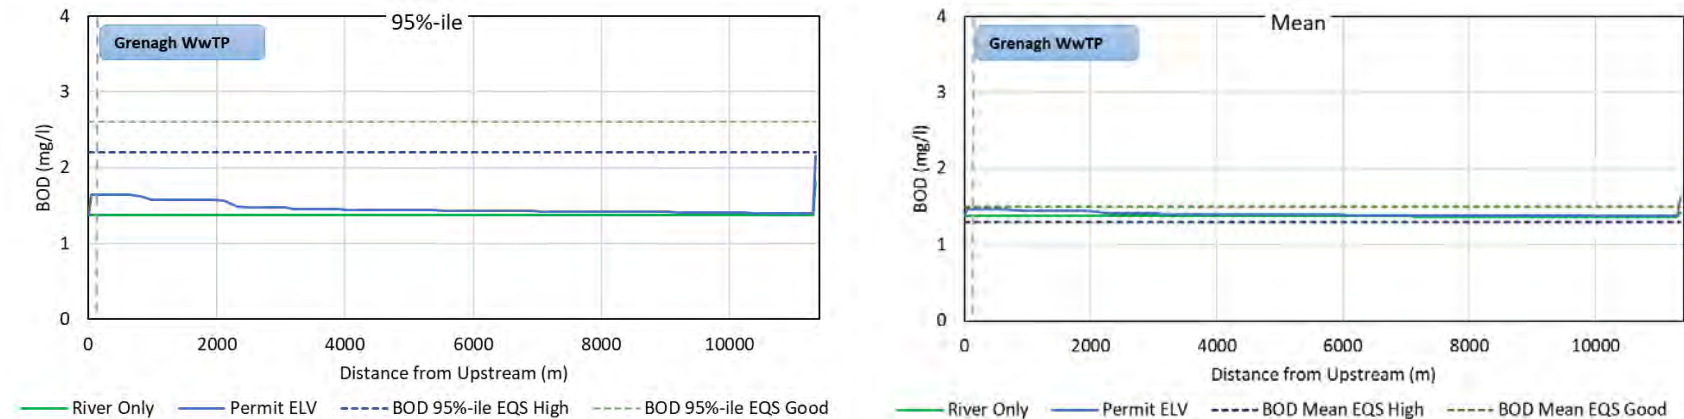 95%-ile
4
3
2
1
0
BOD (mg/l)
Grenagh WwTP
0 2000 4000 6000 8000 10000
Distance from Upstream (m)
River Only Permit ELV BOD 95%-ile EQS High BOD 95%-ile EQS Good
Mean
4
3
2
1
0
BOD (mg/l)
Grenagh WwTP
0 2000 4000 6000 8000 10000
Distance from Upstream (m)
River Only Permit ELV BOD Mean EQS High BOD Mean EQS Good